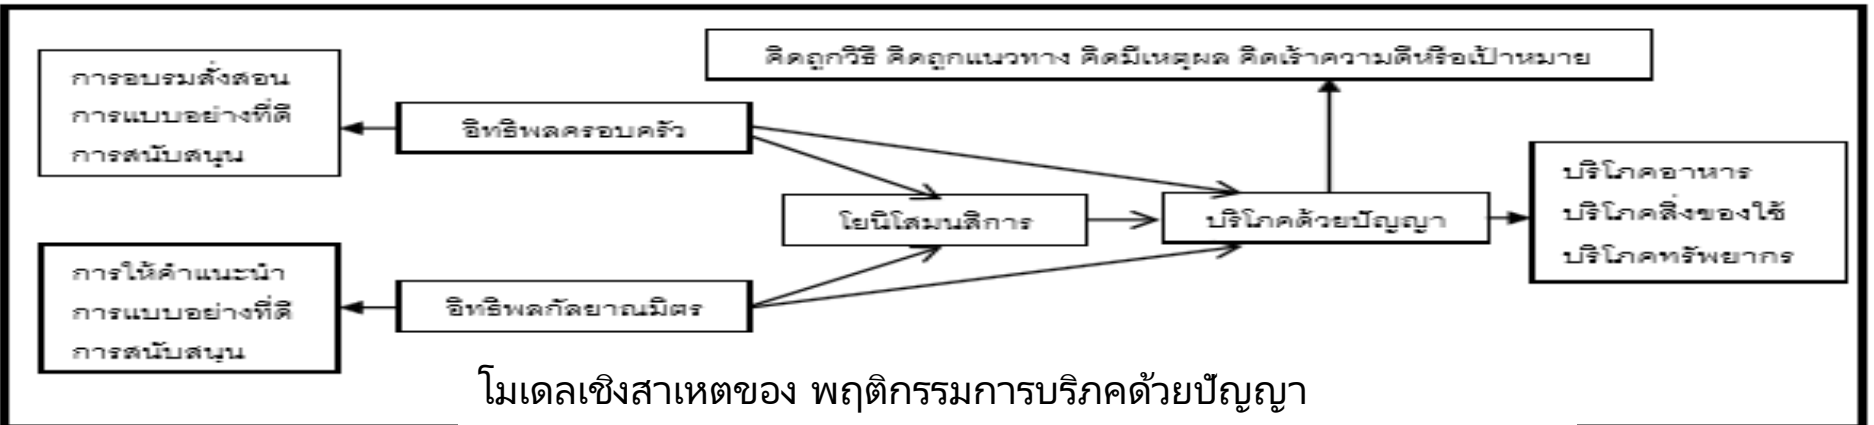 คิดถูกวิธี คิดถูกแนวทาง คิดมีเหตุผล คิดเร้าความดีหรือเป้าหมาย
การอบรมสั่งสอน
การแบบอย่างที่ดี
การสนับสนุน
อิทธิพลครอบครัว
โยนิโสมนสิการ
บริโภคด้วยปัญญา
บริโภคอาหาร
บริโภคสิ่งของใช้
บริโภคทรัพยากร
การให้คำแนะนำ
การแบบอย่างที่ดี
การสนับสนุน
อิทธิพลกัลยาณมิตร
โมเดลเชิงสาเหตของ พฤติกรรมการบริภคด้วยปัญญา